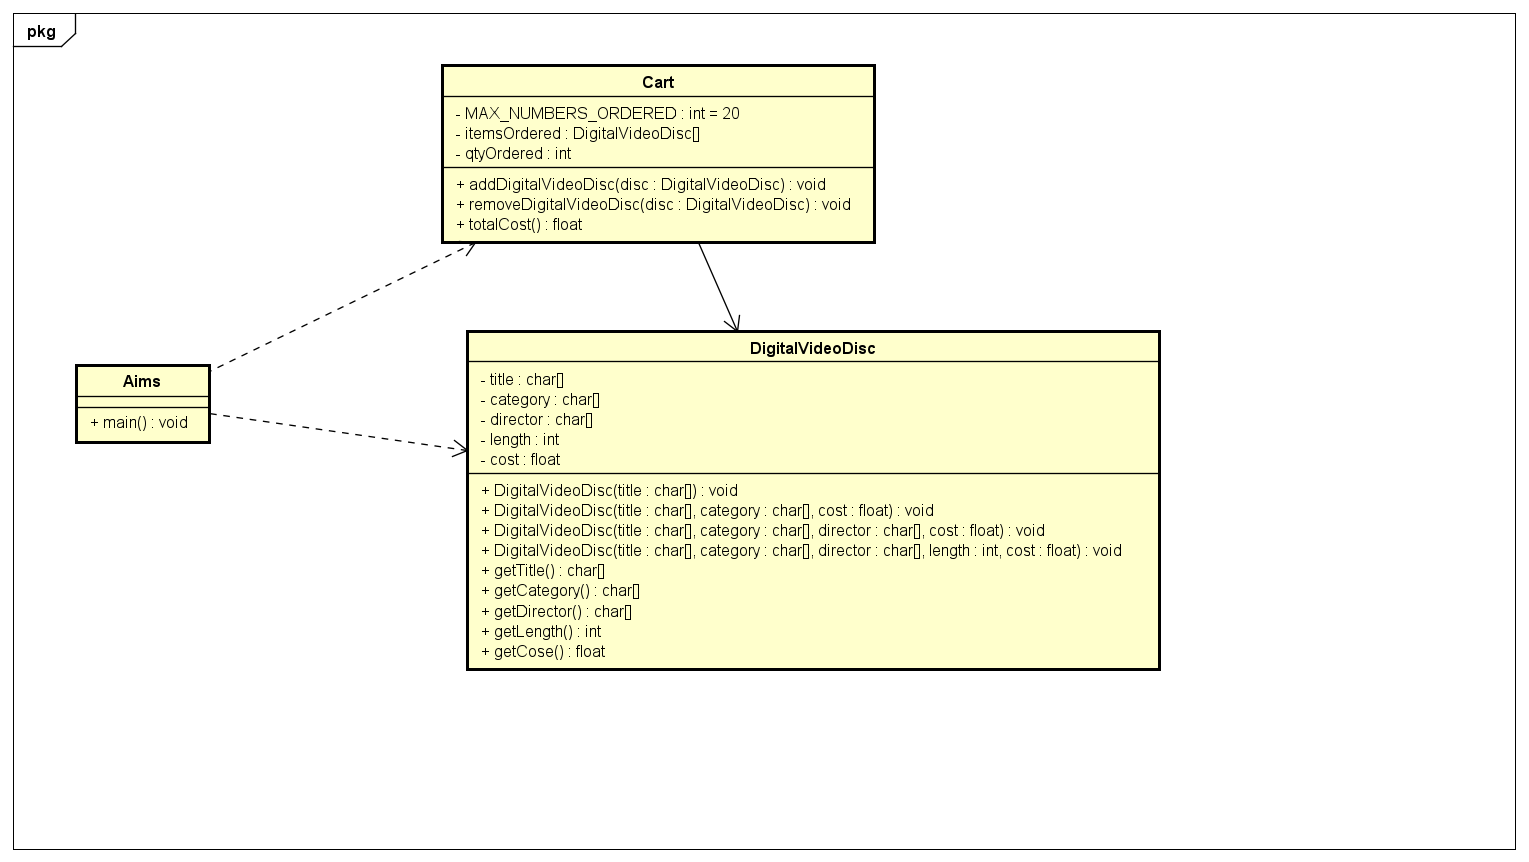 pkg
Cart
- MAX_NUMBERS_ORDERED : int = 20
- itemsOrdered : DigitalVideoDisc[]
- qtyOrdered : int
+ addDigitalVideoDisc(disc : DigitalVideoDisc) : void
+ removeDigitalVideoDisc(disc : DigitalVideoDisc) : void
+ totalCost() : float
Aims
+ main() : void
DigitalVideoDisc
- title : char[]
- category : char[]
- director : char[]
- length : int
- cost : float
+ DigitalVideoDisc(title : char[]) : void
+ DigitalVideoDisc(title : char[], category : char[], cost : float) : void
+ DigitalVideoDisc(title : char[], category : char[], director : char[], cost : float) : void
+ DigitalVideoDisc(title : char[], category : char[], director : char[], length : int, cost : float) : void
+ getTitle() : char[]
+ getCategory() : char[]
+ getDirector() : char[]
+ getLength() : int
+ getCose() : float